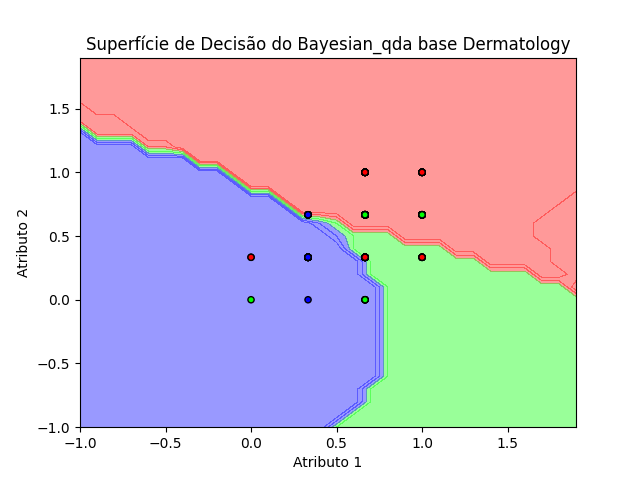 Superfície de Decisão do Bayesian_qda base Dermatology
1.5
1.0
0.5
0.0
−0.5
−1.0
Atributo 2
−1.0 −0.5 0.0 0.5 1.0 1.5
Atributo 1